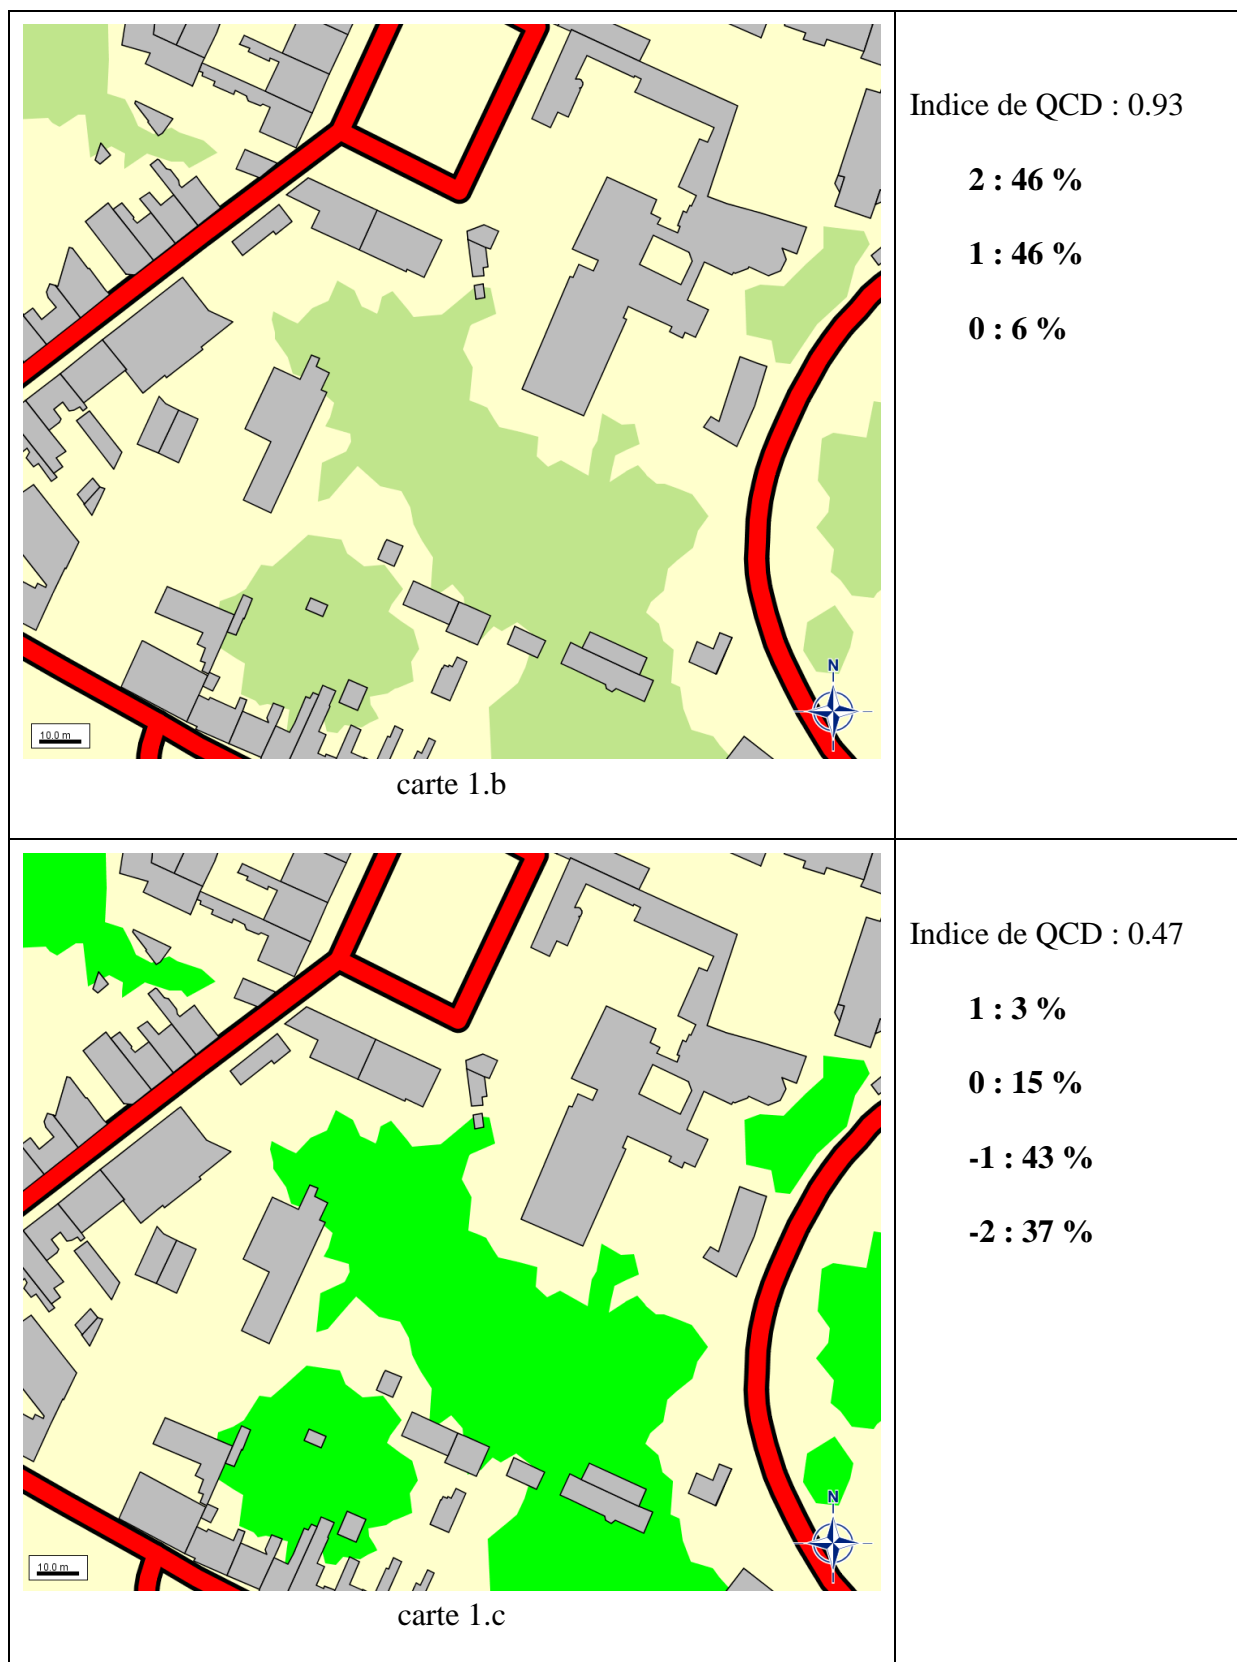 Indice de QCD : 0.93
2 : 46 %
1 : 46 %
0 : 6 %
N
10.0 m
carte 1.b
Indice de QCD : 0.47
1 : 3 %
0 : 15 %
-1 : 43 %
-2 : 37 %
N
10.0 m
carte 1.c